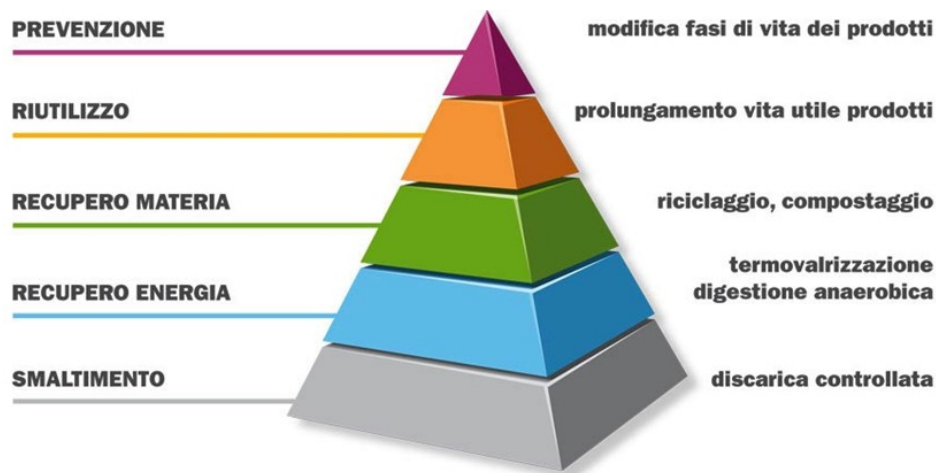 PREVENZIONE
modifica fasi di vita dei prodotti
RIUTILIZZO
prolungamento vita utile prodotti
RECUPERO MATERIA
riciclaggio, compostaggio
RECUPERO ENERGIA
termovalrizzazione
digestione anaerobica
SMALTIMENTO
discarica controllata